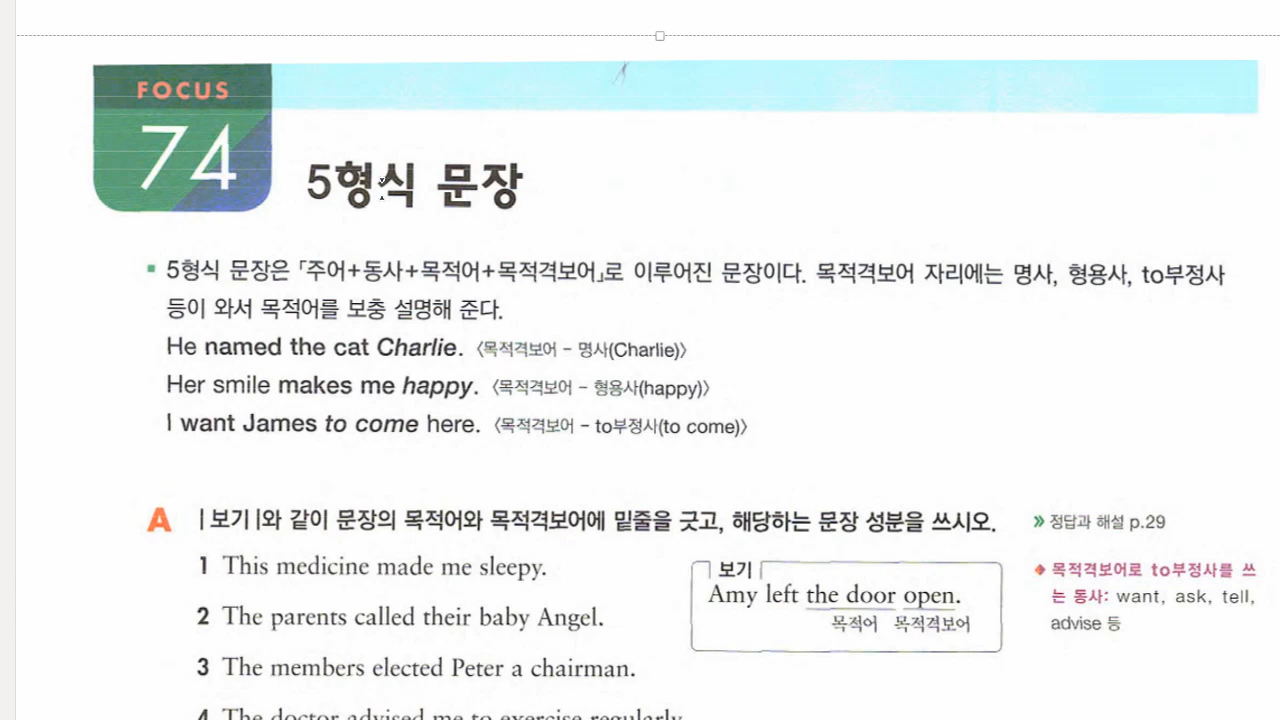 FOCUS
74
5형식 문장
5형식 문장은 「주어+동사+목적어+목적격보어」로 이루어진 문장이다. 목적격보어 자리에는 명사, 형용사, to부정사
등이 와서 목적어를 보충 설명해 준다.
He named the cat Charlie. 〈목적격보어 - 명사(Charlie)〉
Her smile makes me happy. 〈목적격보어 - 형용사(happy)〉
I want James to come here. 〈목적격보어 - to부정사(to come)〉
A |보기|와 같이 문장의 목적어와 목적격보어에 밑줄을 긋고, 해당하는 문장 성분을 쓰시오.
» 정답과 해설 p.29
1 This medicine made me sleepy.
2 The parents called their baby Angel.
3 The members elected Peter a chairman.
4 The doctor advised me to exercise regularly.
보기
Amy left the door open.
목적어 목적격보어
목적격보어로 to부정사를 쓰
는 동사: want, ask, tell,
advise 등